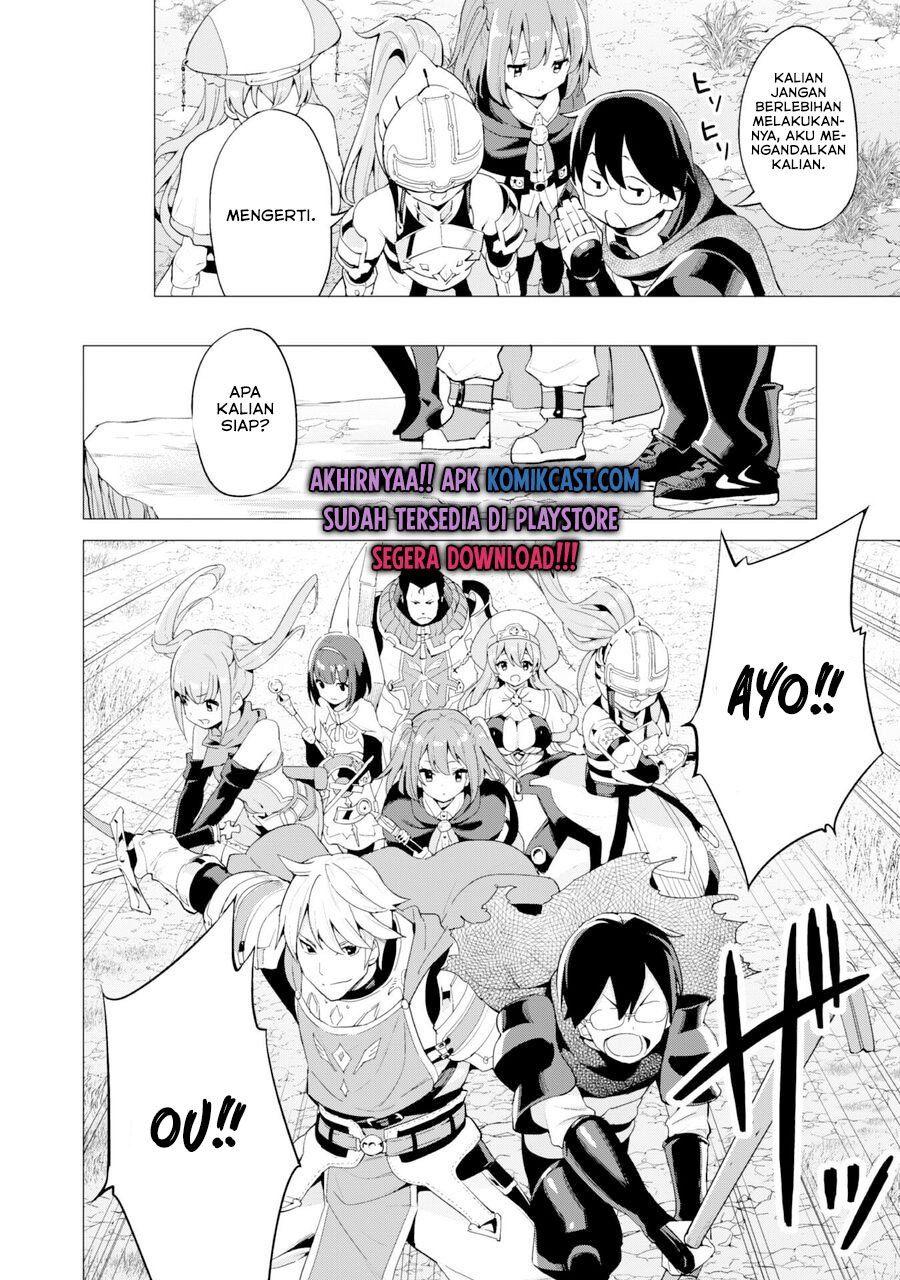 KALIAN
JANGAN
BERLEBIHAN
MELAKUKAN-
NYA, AKU ME-
NGANDALKAN
KALIAN.
ヒソ
ヒソ
MENGERTI.
APA
KALIAN
SIAP?
AKHIRNYAA!! APK KOMIKCAST.COM
SUDAH TERSEDIA DI PLAYSTORE
SEGERA DOWNLOAD!!!
AYO!!
OU!!
ザッ